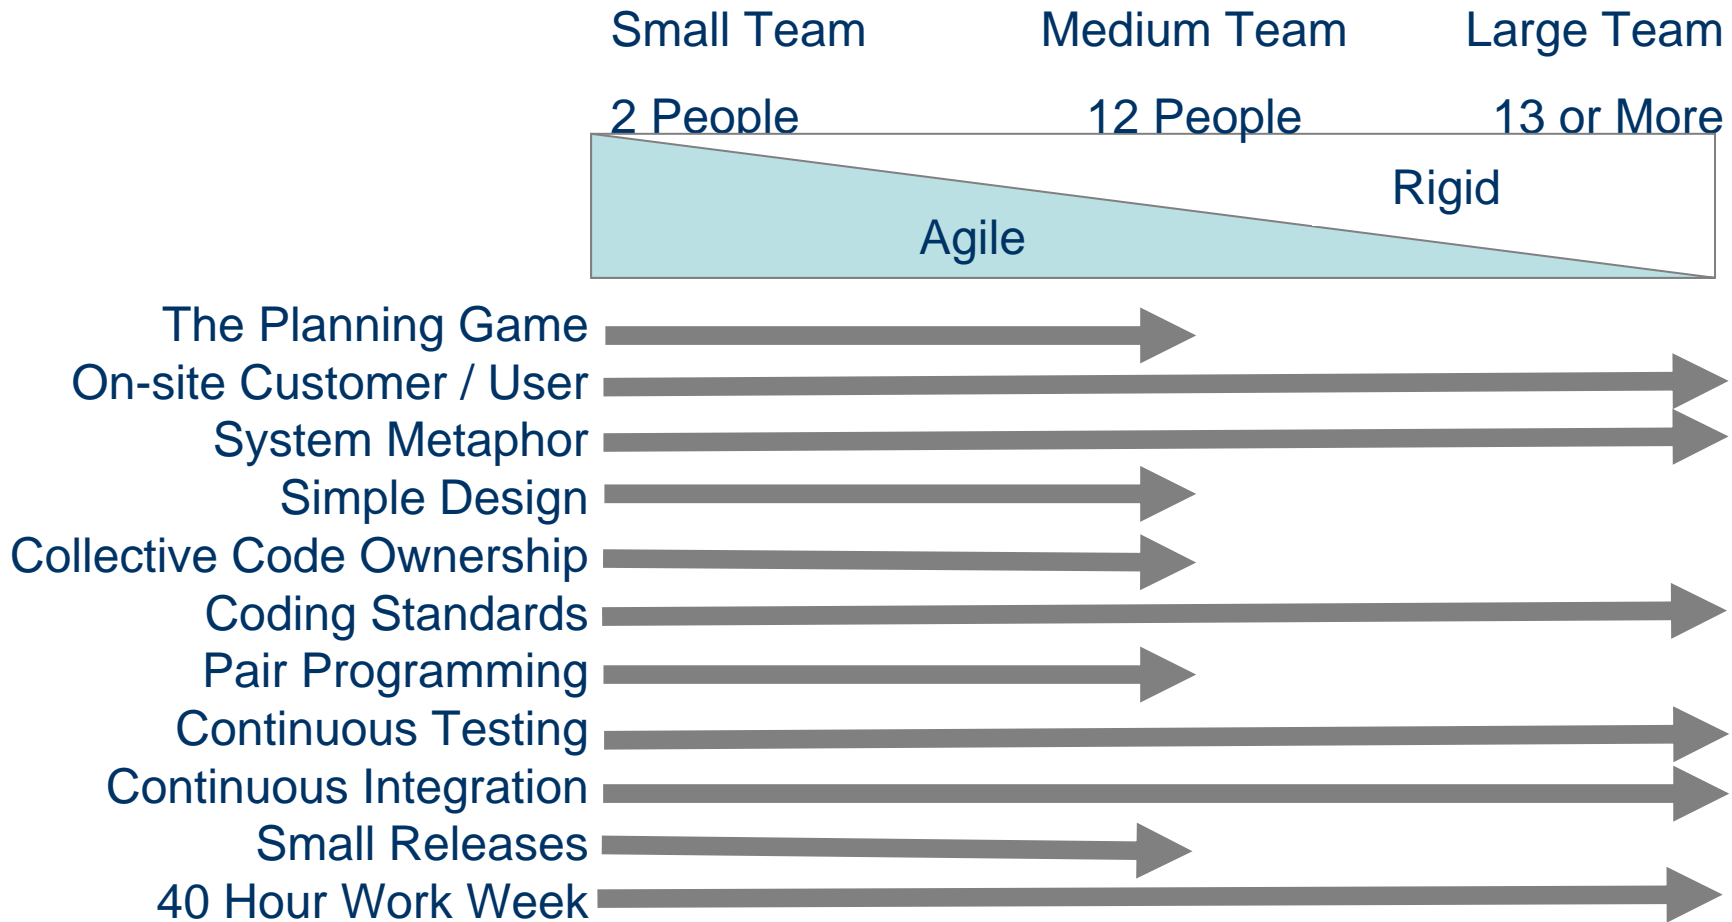 Small Team Medium Team Large Team
2 People 12 People 13 or More
Rigid
Agile
The Planning Game
On-site Customer / User
System Metaphor
Simple Design
Collective Code Ownership
Coding Standards
Pair Programming
Continuous Testing
Continuous Integration
Small Releases
40 Hour Work Week